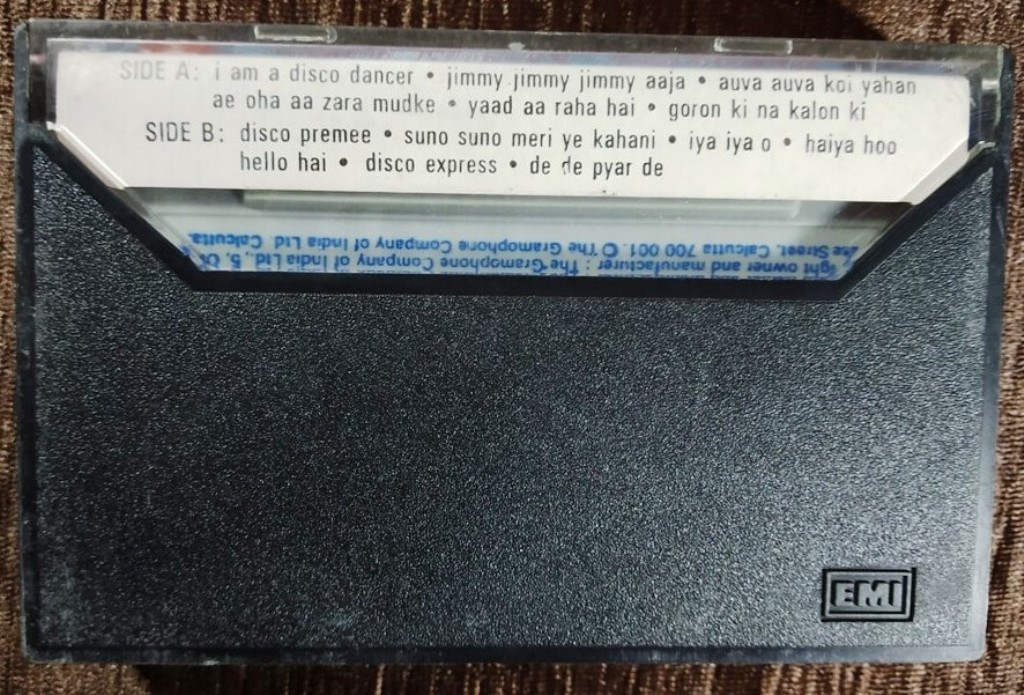 SIDE A: i am a disco dancer • jimmy jimmy jimmy aaja • auva auva koi yahan
ae oha aa zara mudke • yaad aa raha hai • goron ki na kalon ki
SIDE B: disco premee • suno suno meri ye kahani • iya iya o • haiya hoo
hello hai • disco express • de de pyar de
ight owner and manufacturer : The Gramophone Company of India Ltd., 5,
Street, Calcutta 700 001. © The Gramophone Company of India Ltd Calcutta.
EMI